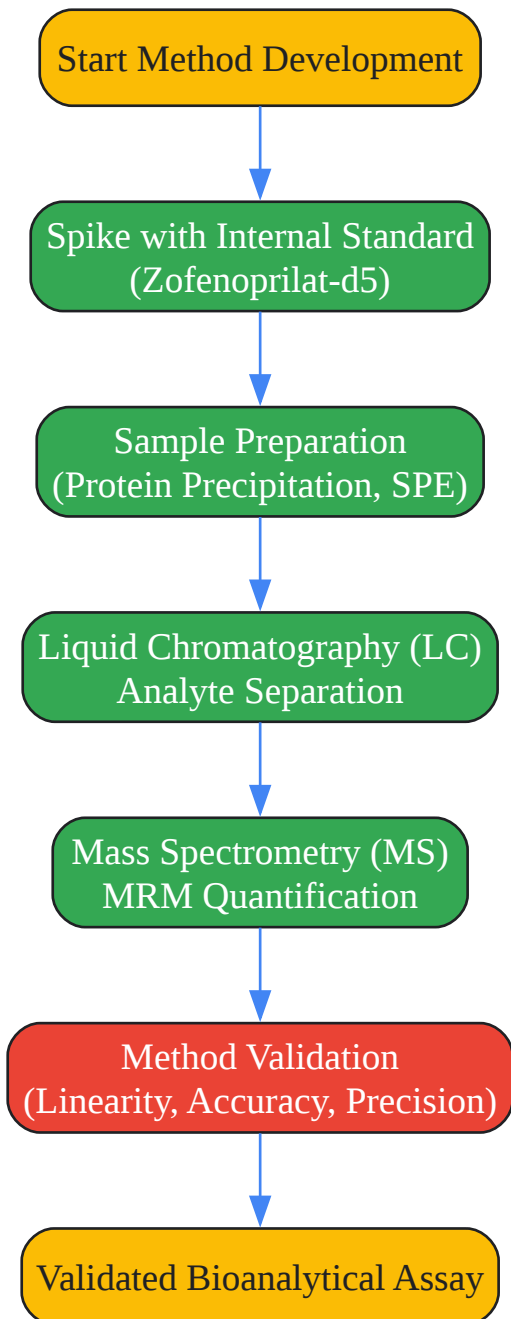 Start Method Development
Spike with Internal Standard
(Zofenoprilat-d5)
Sample Preparation
(Protein Precipitation, SPE)
Liquid Chromatography (LC)
Analyte Separation
Mass Spectrometry (MS)
MRM Quantification
Method Validation
(Linearity, Accuracy, Precision)
Validated Bioanalytical Assay